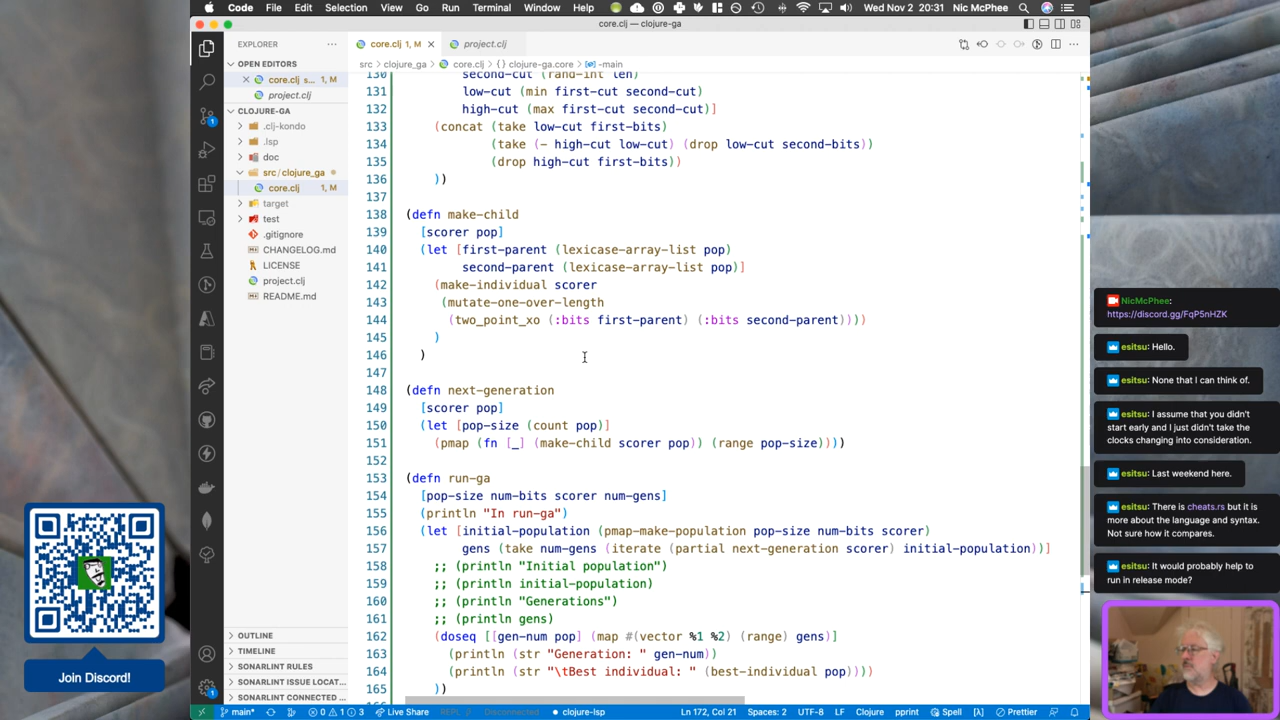 Code File Edit Selection View Go Run Terminal Window Help Wed Nov 2 20:31 Nic McPhee
core.clj — clojure-ga
EXPLORER
OPEN EDITORS
core.clj s... 1, M
project.clj
CLOJURE-GA
.clj-kondo
.lsp
doc
src / clojure_ga
core.clj 1, M
target
test
.gitignore
CHANGELOG.md
LICENSE
project.clj
README.md
OUTLINE
TIMELINE
SONARLINT RULES
SONARLINT ISSUE LOCAT...
SONARLINT CONNECTED ...
core.clj 1, M
project.clj
src > clojure_ga > core.clj > {} clojure-ga.core > -main
130 second-cut (rand-int len)
131 low-cut (min first-cut second-cut)
132 high-cut (max first-cut second-cut)]
133 (concat (take low-cut first-bits)
134 (take (- high-cut low-cut) (drop low-cut second-bits))
135 (drop high-cut first-bits))
136 ))
137
138 (defn make-child
139 [scorer pop]
140 (let [first-parent (lexicase-array-list pop)
141 second-parent (lexicase-array-list pop)]
142 (make-individual scorer
143 (mutate-one-over-length
144 (two_point_xo (:bits first-parent) (:bits second-parent))))
145 )
146 )
147
148 (defn next-generation
149 [scorer pop]
150 (let [pop-size (count pop)]
151 (pmap (fn [_] (make-child scorer pop)) (range pop-size))))
152
153 (defn run-ga
154 [pop-size num-bits scorer num-gens]
155 (println "In run-ga")
156 (let [initial-population (pmap-make-population pop-size num-bits scorer)
157 gens (take num-gens (iterate (partial next-generation scorer) initial-population))]
158 ;; (println "Initial population")
159 ;; (println initial-population)
160 ;; (println "Generations")
161 ;; (println gens)
162 (doseq [[gen-num pop] (map #(vector %1 %2) (range) gens)]
163 (println (str "Generation: " gen-num))
164 (println (str "\tBest individual: " (best-individual pop))))
165 ))
main* 0 1 3 Live Share REPL Disconnected clojure-lsp Ln 172, Col 21 Spaces: 2 UTF-8 LF Clojure pprint Spell [λ] Prettier
Join Discord!
NicMcPhee:
https://discord.gg/FqP5nHZK
esitsu: Hello.
esitsu: None that I can think of.
esitsu: I assume that you didn't
start early and I just didn't take the
clocks changing into consideration.
esitsu: Last weekend here.
esitsu: There is cheats.rs but it is
more about the language and syntax.
Not sure how it compares.
esitsu: It would probably help to
run in release mode?